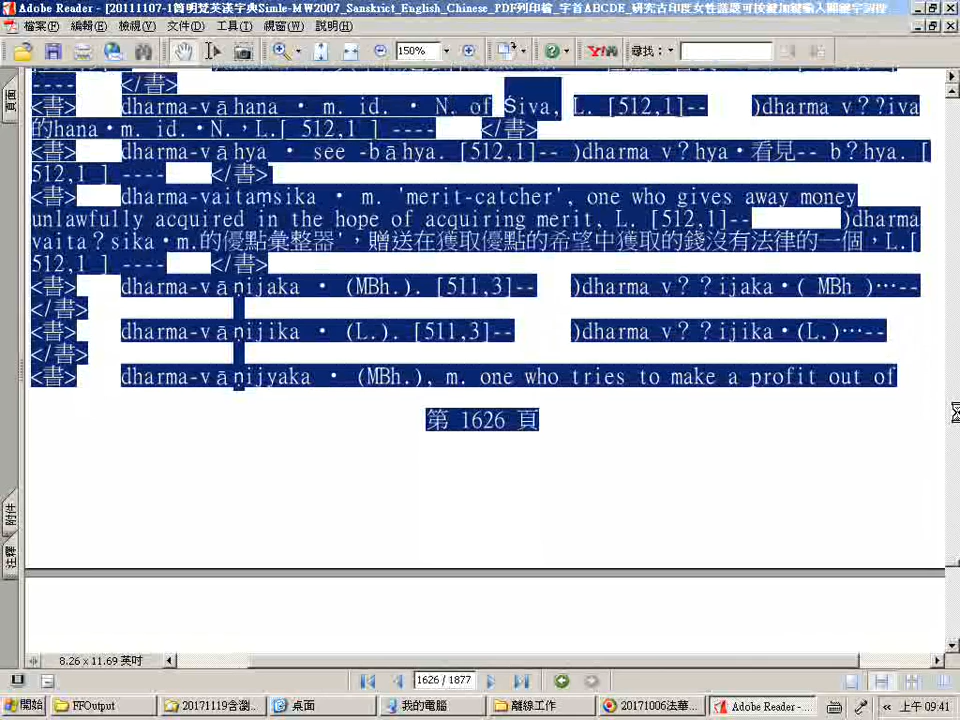 Adobe Reader - [20111107-1簡明梵英漢字典Simle-MW2007_Sanskrict_English_Chinese_PDF列印檔_字首ABCDE_研究古印度女性議題可按鍵
檔案(F) 編輯(E) 檢視(V) 文件(D) 工具(T) 視窗(W) 說明(H)
150% Y! 尋找：
頁面
---- </書>
<書> dharma-vāhana · m. id. · N. of Śiva, L. [512,1]-- )dharma v??iva
的hana·m. id.·N.，L.[ 512,1 ] ---- </書>
<書> dharma-vāhya · see -bāhya. [512,1]-- )dharma v?hya·看見-- b?hya. [
512,1 ] ---- </書>
<書> dharma-vaitaṃsika · m. 'merit-catcher', one who gives away money
unlawfully acquired in the hope of acquiring merit, L. [512,1]-- )dharma
vaita?sika·m.的優點彙整器'，贈送在獲取優點的希望中獲取的錢沒有法律的一個，L.[
512,1 ] ---- </書>
<書> dharma-vāṇijaka · (MBh.). [511,3]-- )dharma v??ijaka·( MBh )…--
</書>
<書> dharma-vāṇijika · (L.). [511,3]-- )dharma v??ijika·(L.)…--
</書>
<書> dharma-vāṇijyaka · (MBh.), m. one who tries to make a profit out of
第 1626 頁
附件
注釋
8.26 x 11.69 英吋
1626 / 1877
開始 FFOutput 20171119含瀏... 桌面 我的電腦 離線工作 20171006法華... Adobe Reader - [... « 上午 09:41